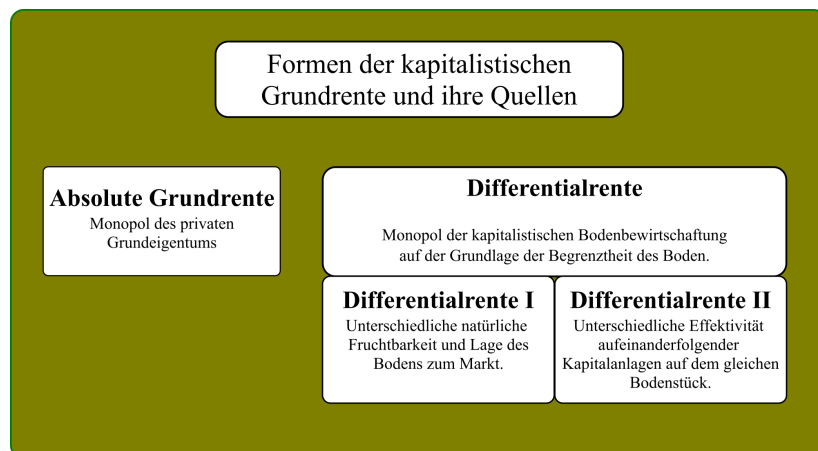 Formen der kapitalistischen
Grundrente und ihre Quellen
Absolute Grundrente
Monopol des privaten
Grundeigentums
Differentialrente
Monopol der kapitalistischen Bodenbewirtschaftung
auf der Grundlage der Begrenztheit des Boden.
Differentialrente I
Unterschiedliche natürliche
Fruchtbarkeit und Lage des
Bodens zum Markt.
Differentialrente II
Unterschiedliche Effektivität
aufeinanderfolgender
Kapitalanlagen auf dem gleichen
Bodenstück.